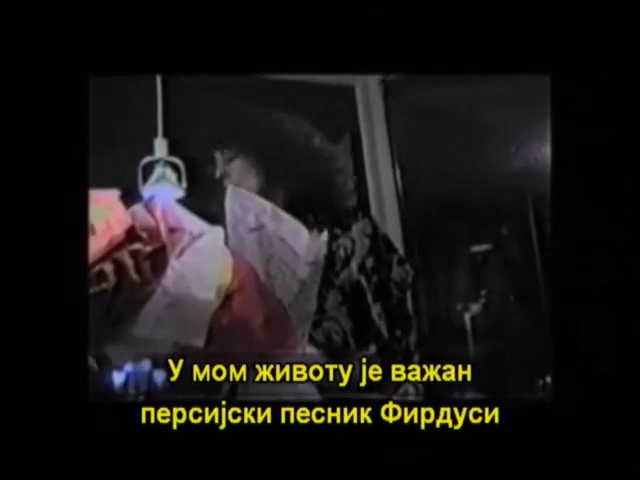 У мом животу је важан
персијски песник Фирдуси